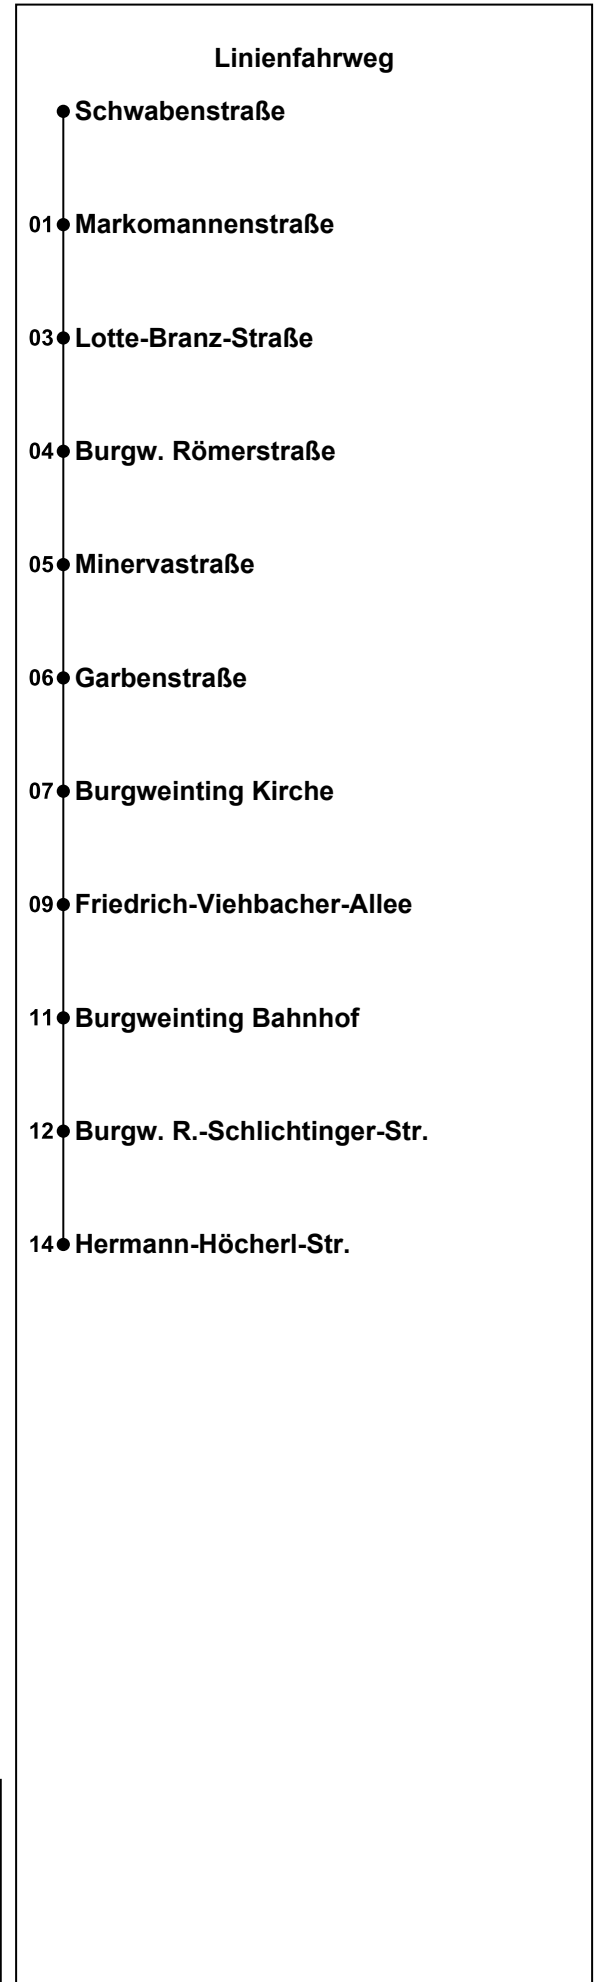 Linienfahrweg
Schwabenstraße
01 Markomannenstraße
03 Lotte-Branz-Straße
04 Burgw. Römerstraße
05 Minervastraße
06 Garbenstraße
07 Burgweinting Kirche
09 Friedrich-Viehbacher-Allee
11 Burgweinting Bahnhof
12 Burgw. R.-Schlichtinger-Str.
14 Hermann-Höcherl-Str.